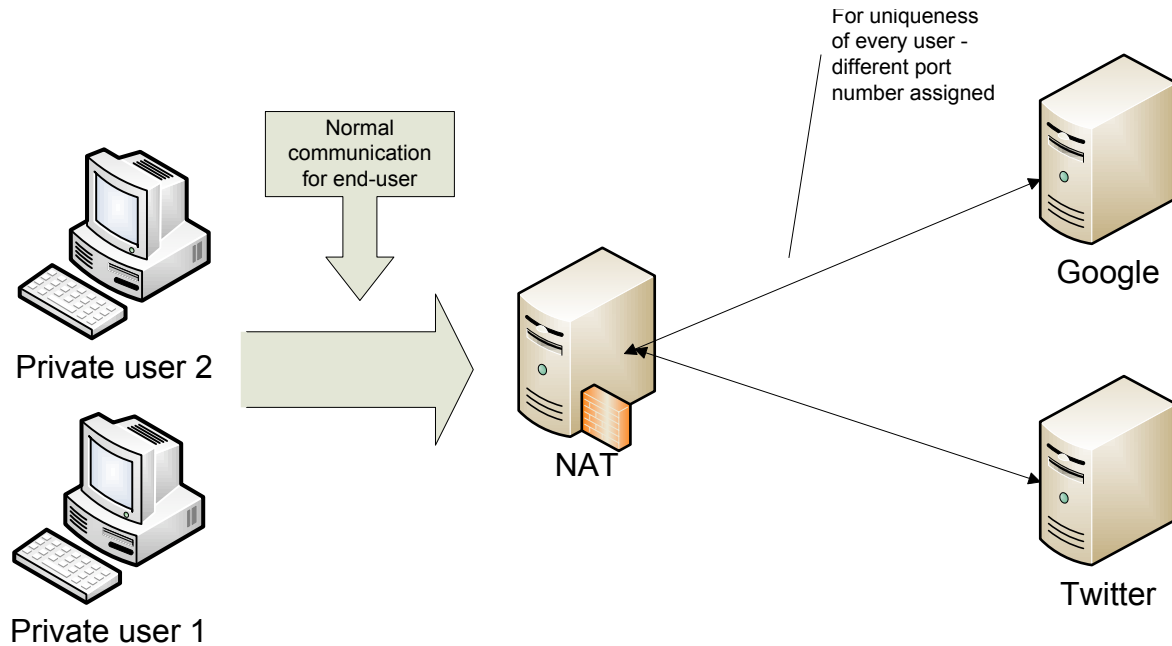 For uniqueness
of every user -
different port
number assigned
Normal
communication
for end-user
Private user 2
Google
NAT
Twitter
Private user 1